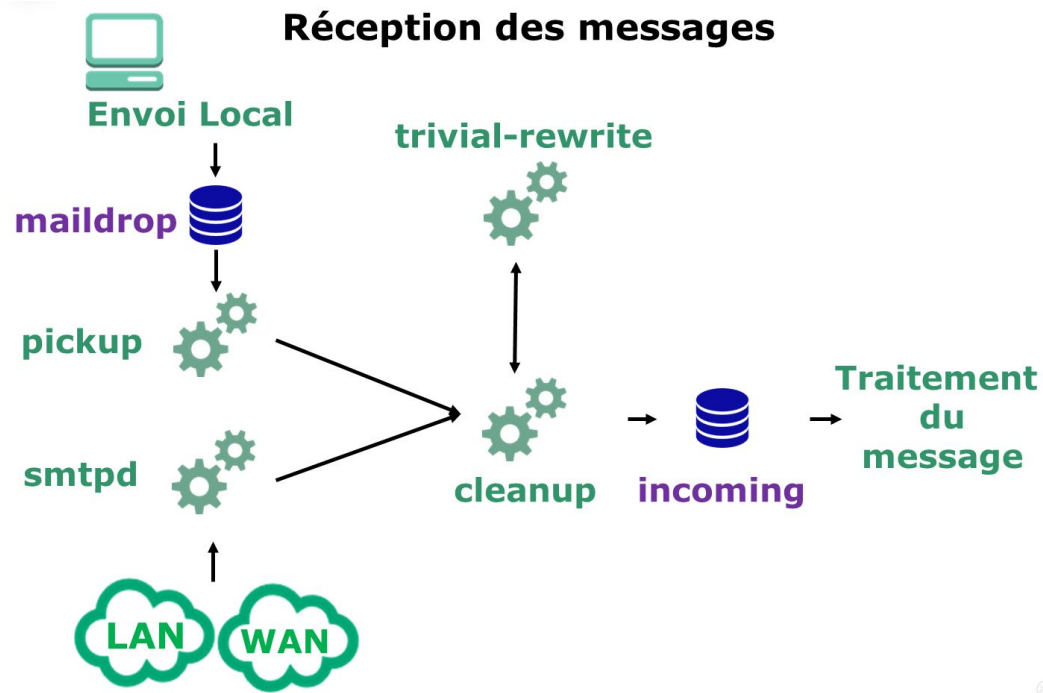 Réception des messages
Envoi Local
trivial-rewrite
maildrop
pickup
Traitement
du
message
smtpd
cleanup
incoming
LAN
WAN